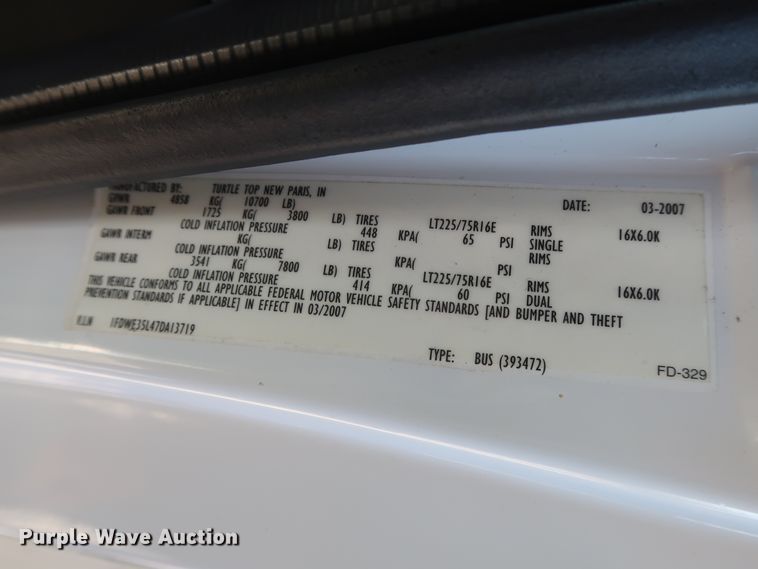 MANUFACTURED BY: TURTLE TOP NEW PARIS, IN DATE: 03-2007
GVWR 4858 KG( 10700 LB)
GAWR FRONT 1725 KG( 3800 LB) TIRES LT225/75R16E RIMS 16X6.0K
COLD INFLATION PRESSURE 448 KPA( 65 PSI SINGLE
GAWR INTERM KG( LB) TIRES RIMS
COLD INFLATION PRESSURE KPA( PSI
GAWR REAR 3541 KG( 7800 LB) TIRES LT225/75R16E RIMS 16X6.0K
COLD INFLATION PRESSURE 414 KPA( 60 PSI DUAL
THIS VEHICLE CONFORMS TO ALL APPLICABLE FEDERAL MOTOR VEHICLE SAFETY STANDARDS [AND BUMPER AND THEFT
PREVENTION STANDARDS IF APPLICABLE] IN EFFECT IN 03/2007
V.I.N 1FDWE35L47DA13719
TYPE: BUS (393472)
FD-329
Purple Wave Auction